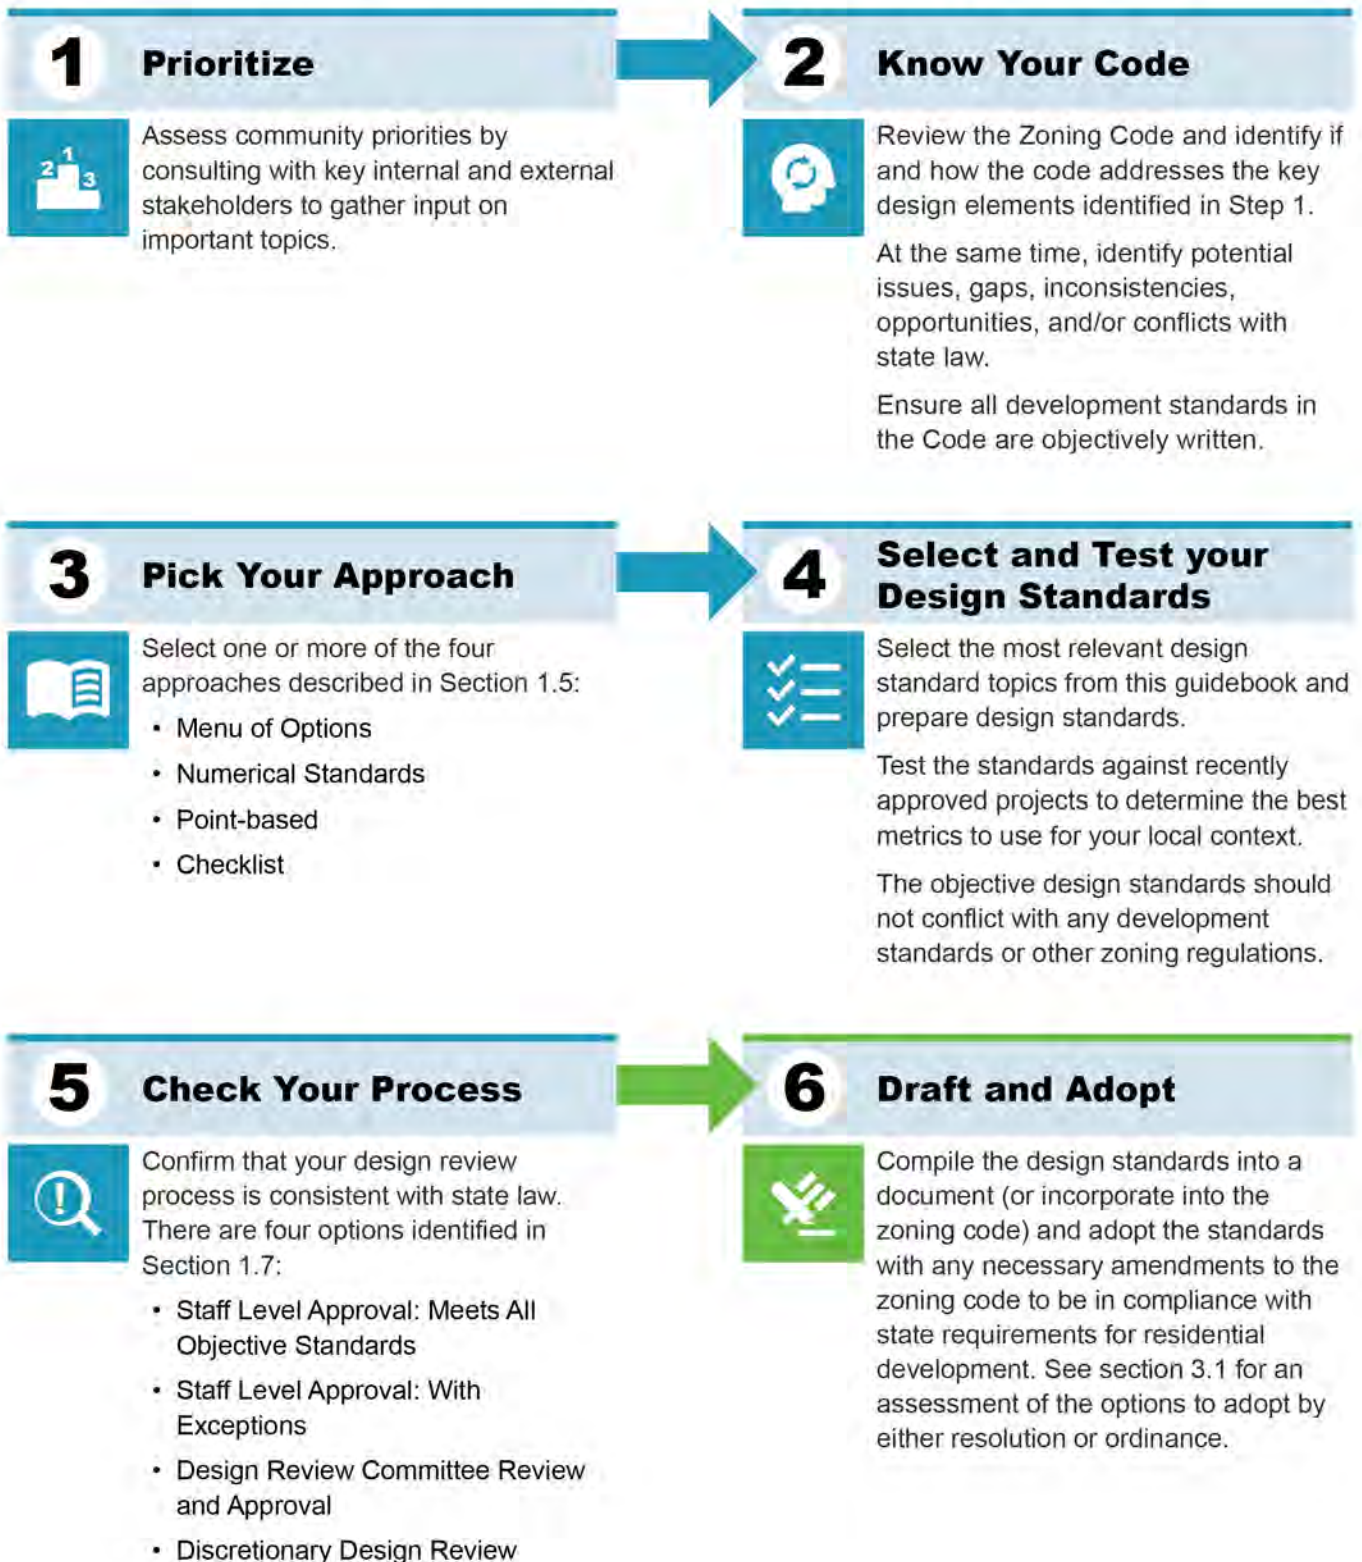 1 Prioritize
Assess community priorities by
consulting with key internal and external
stakeholders to gather input on
important topics.
2 1 3
2 Know Your Code
Review the Zoning Code and identify if
and how the code addresses the key
design elements identified in Step 1.
At the same time, identify potential
issues, gaps, inconsistencies,
opportunities, and/or conflicts with
state law.
Ensure all development standards in
the Code are objectively written.
3 Pick Your Approach
Select one or more of the four
approaches described in Section 1.5:
• Menu of Options
• Numerical Standards
• Point-based
• Checklist
4 Select and Test your
Design Standards
Select the most relevant design
standard topics from this guidebook and
prepare design standards.
Test the standards against recently
approved projects to determine the best
metrics to use for your local context.
The objective design standards should
not conflict with any development
standards or other zoning regulations.
5 Check Your Process
Confirm that your design review
process is consistent with state law.
There are four options identified in
Section 1.7:
• Staff Level Approval: Meets All
Objective Standards
• Staff Level Approval: With
Exceptions
• Design Review Committee Review
and Approval
• Discretionary Design Review
!
6 Draft and Adopt
Compile the design standards into a
document (or incorporate into the
zoning code) and adopt the standards
with any necessary amendments to the
zoning code to be in compliance with
state requirements for residential
development. See section 3.1 for an
assessment of the options to adopt by
either resolution or ordinance.